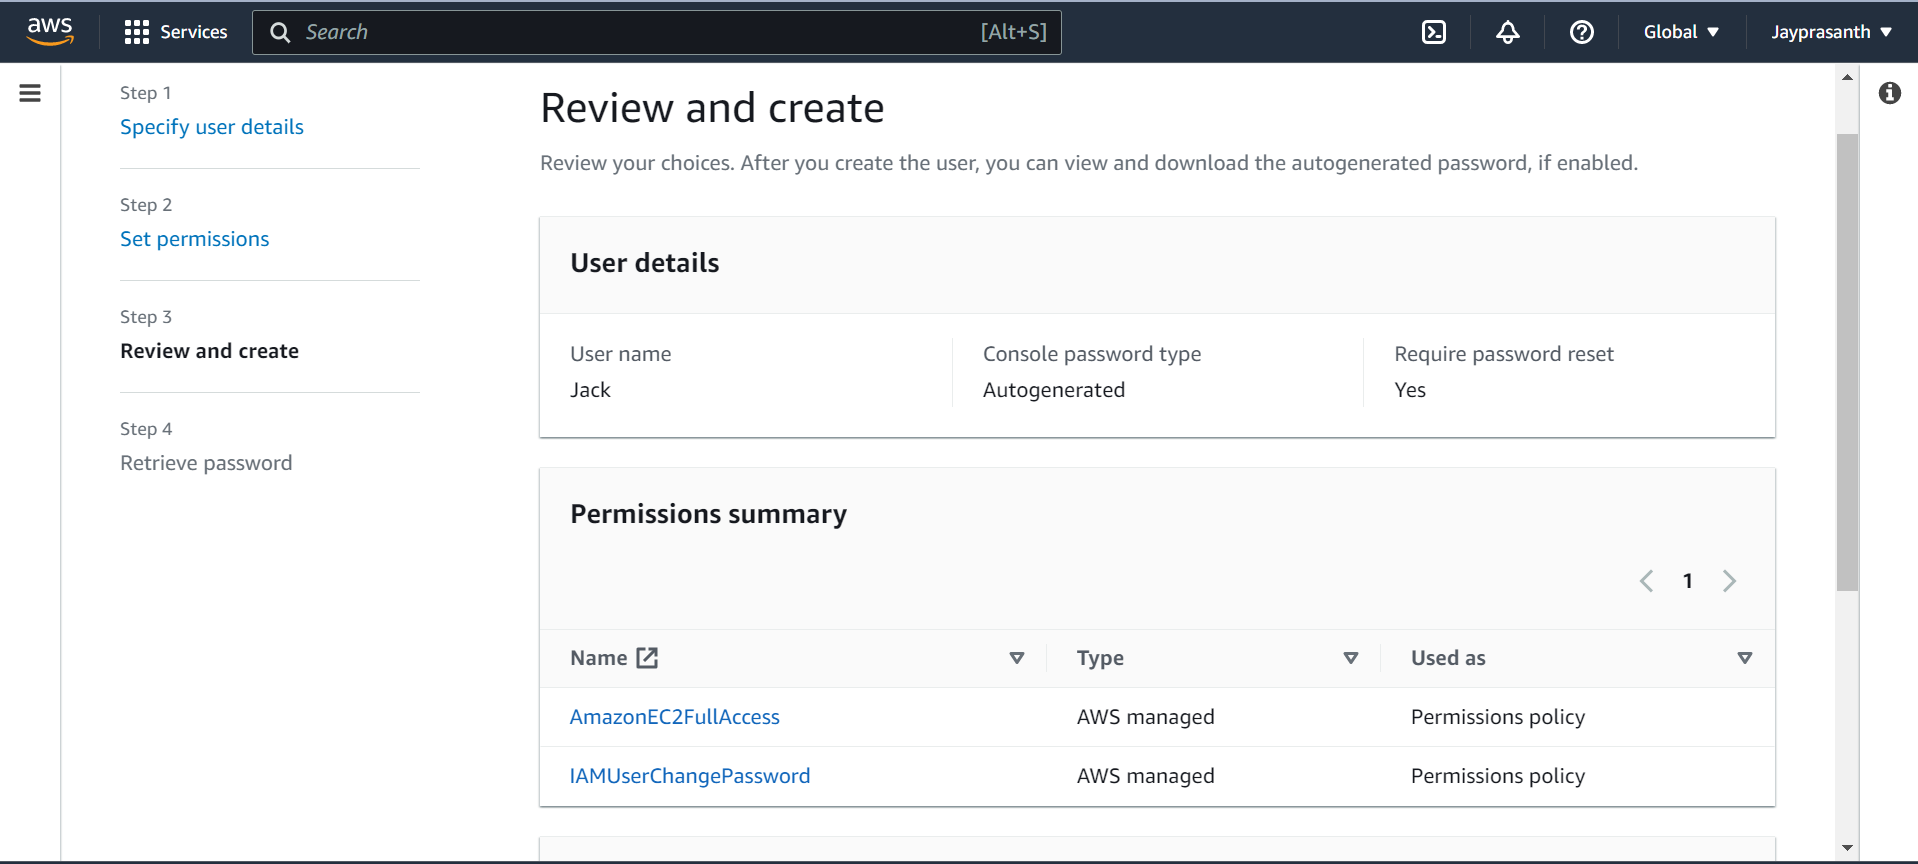 aws
Services
Search [Alt+S]
Global
Jayprasanth
Step 1
Specify user details
Step 2
Set permissions
Step 3
Review and create
Step 4
Retrieve password
Review and create
Review your choices. After you create the user, you can view and download the autogenerated password, if enabled.
User details
User name
Jack
Console password type
Autogenerated
Require password reset
Yes
Permissions summary
1
Name Type Used as
AmazonEC2FullAccess AWS managed Permissions policy
IAMUserChangePassword AWS managed Permissions policy